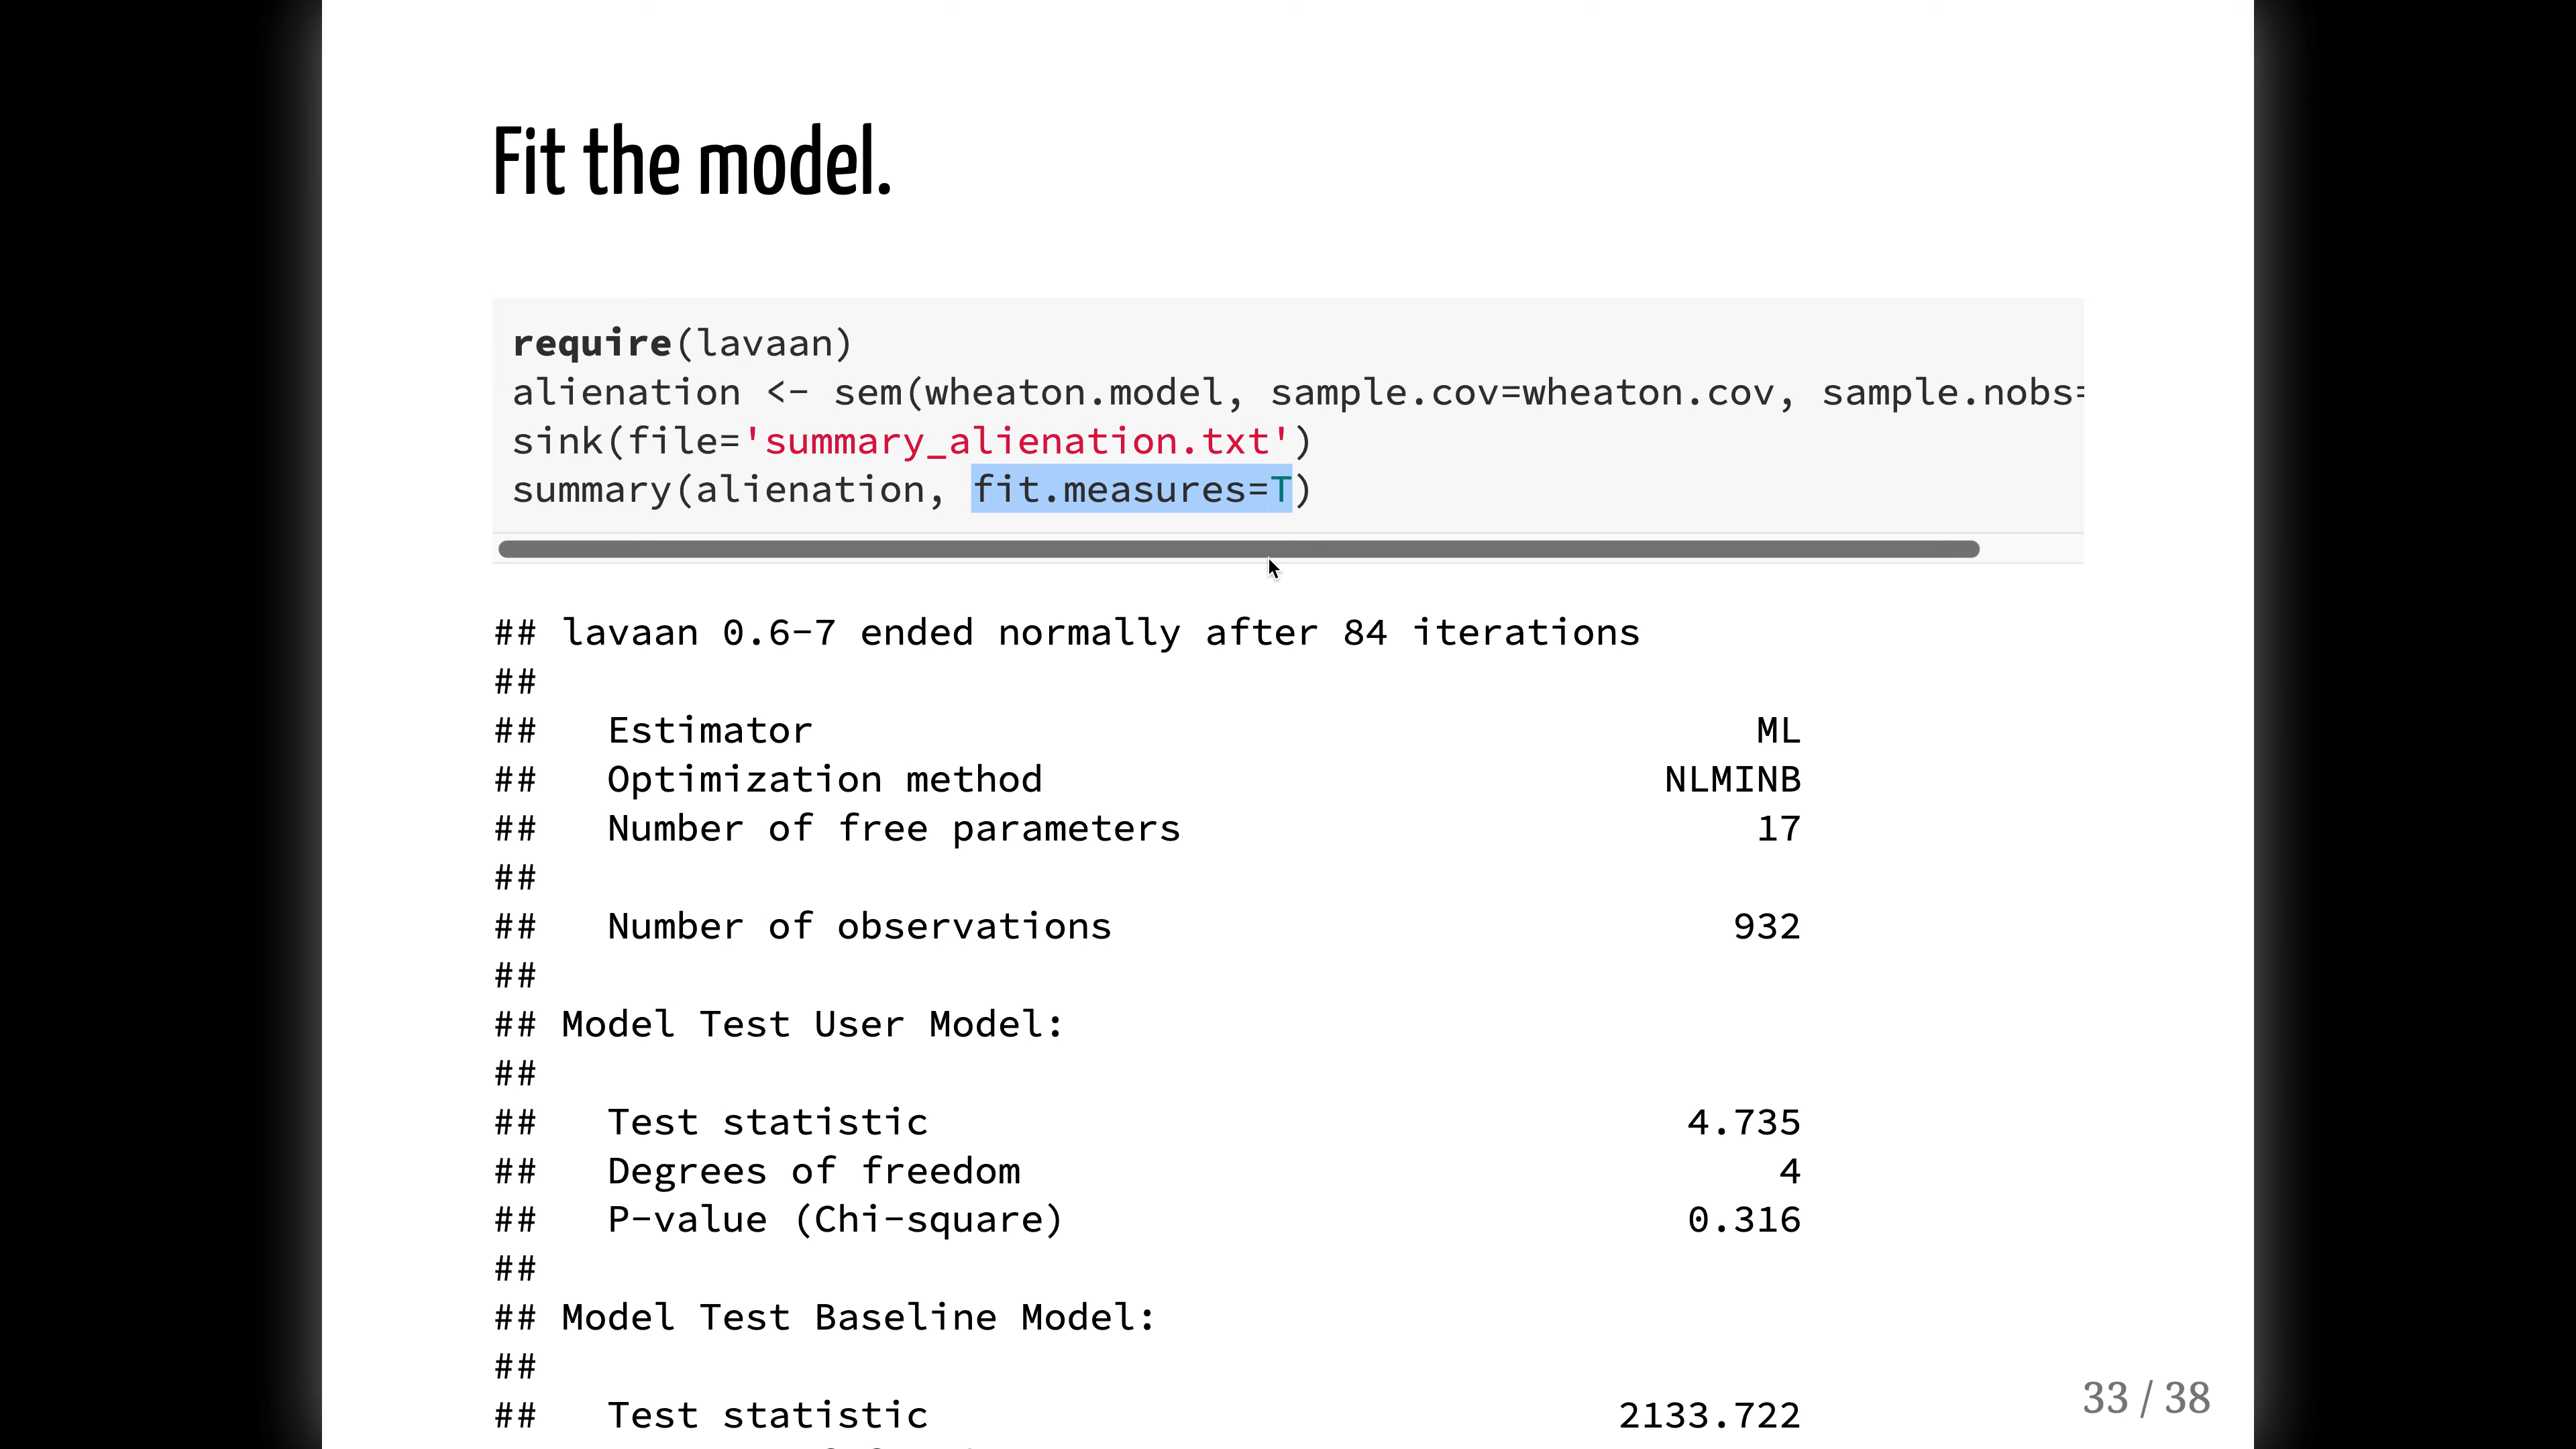 Fit the model.
require(lavaan)
alienation <- sem(wheaton.model, sample.cov=wheaton.cov, sample.nobs=
sink(file='summary_alienation.txt')
summary(alienation, fit.measures=T)
## lavaan 0.6-7 ended normally after 84 iterations
##
##   Estimator                                         ML
##   Optimization method                           NLMINB
##   Number of free parameters                         17
##
##   Number of observations                           932
##
## Model Test User Model:
##
##   Test statistic                                 4.735
##   Degrees of freedom                                 4
##   P-value (Chi-square)                           0.316
##
## Model Test Baseline Model:
##
##   Test statistic                              2133.722
33 / 38